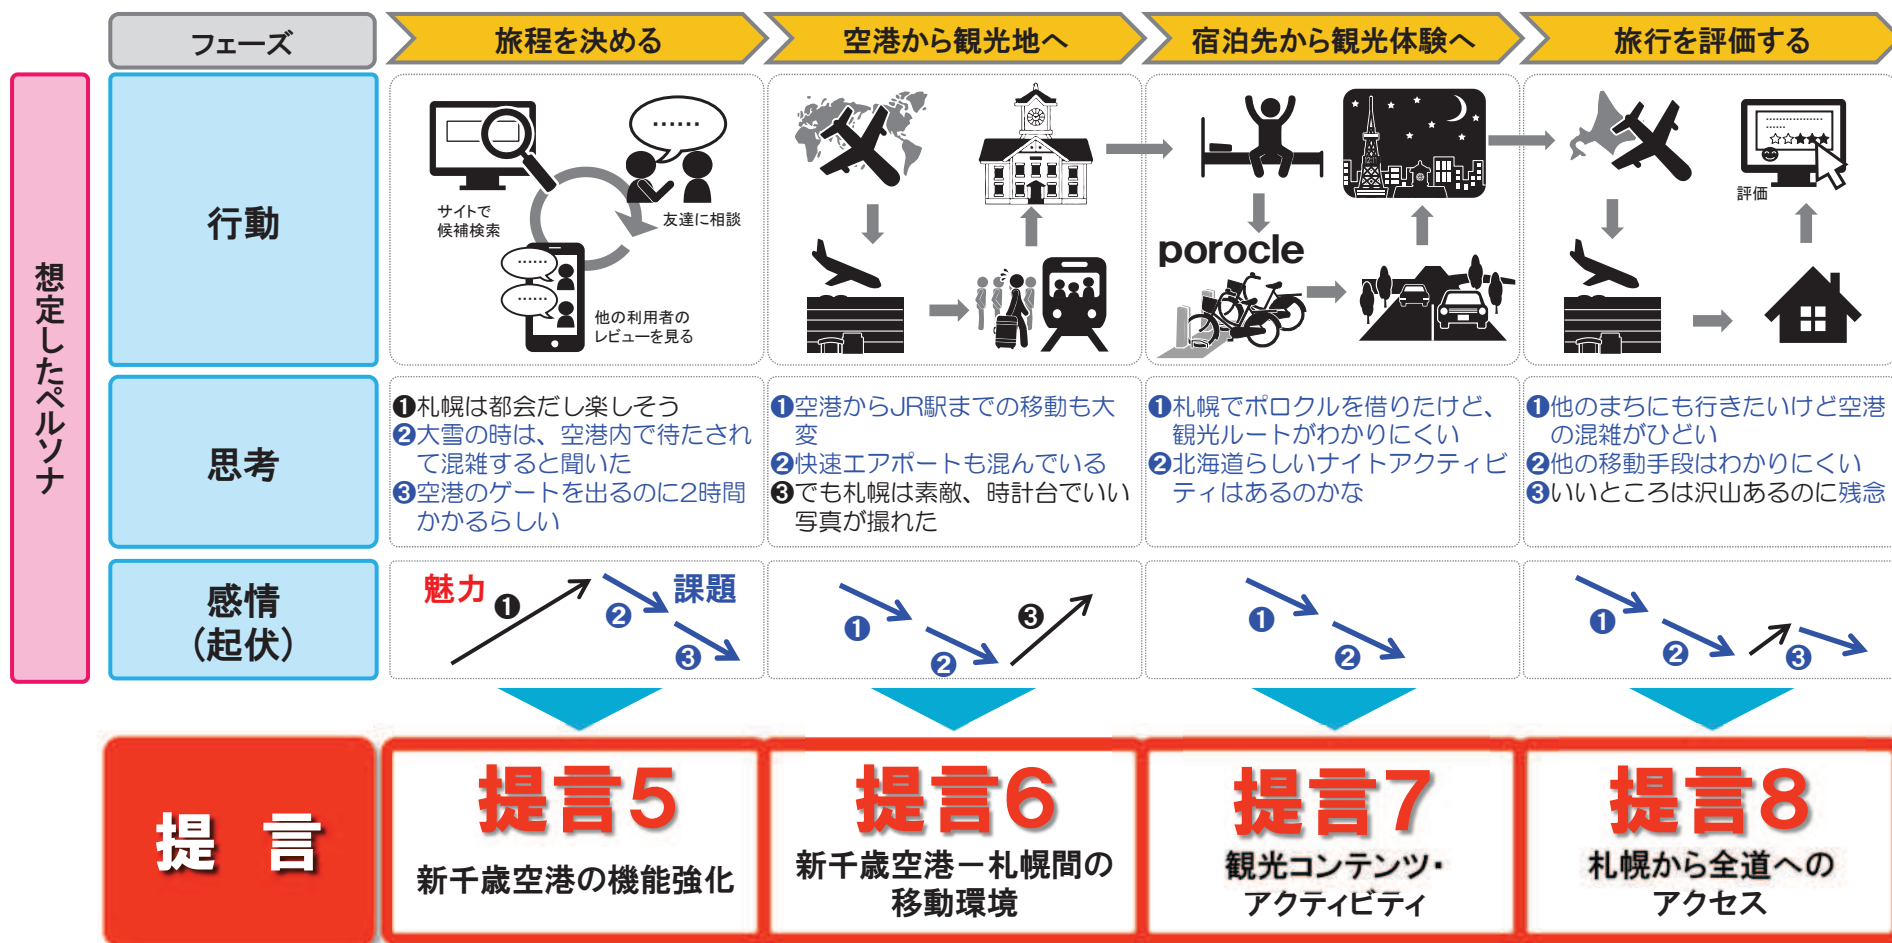 フェーズ
旅程を決める
空港から観光地へ
宿泊先から観光体験へ
旅行を評価する
想定したペルソナ
行動
サイトで
候補検索
……
友達に相談
……
……
他の利用者の
レビューを見る
porocle
評価
思考
❶札幌は都会だし楽しそう
❷大雪の時は、空港内で待たされ
て混雑すると聞いた
❸空港のゲートを出るのに2時間
かかるらしい
❶空港からJR駅までの移動も大
変
❷快速エアポートも混んでいる
❸でも札幌は素敵、時計台でいい
写真が撮れた
❶札幌でポロクルを借りたけど、
観光ルートがわかりにくい
❷北海道らしいナイトアクティビ
ティはあるのかな
❶他のまちにも行きたいけど空港
の混雑がひどい
❷他の移動手段はわかりにくい
❸いいところは沢山あるのに残念
感情
（起伏）
魅力 ❶ ❷ 課題
❸
❶ ❷ ❸
❶ ❷
❶ ❷ ❸
提 言
提言5
新千歳空港の機能強化
提言6
新千歳空港－札幌間の
移動環境
提言7
観光コンテンツ・
アクティビティ
提言8
札幌から全道への
アクセス